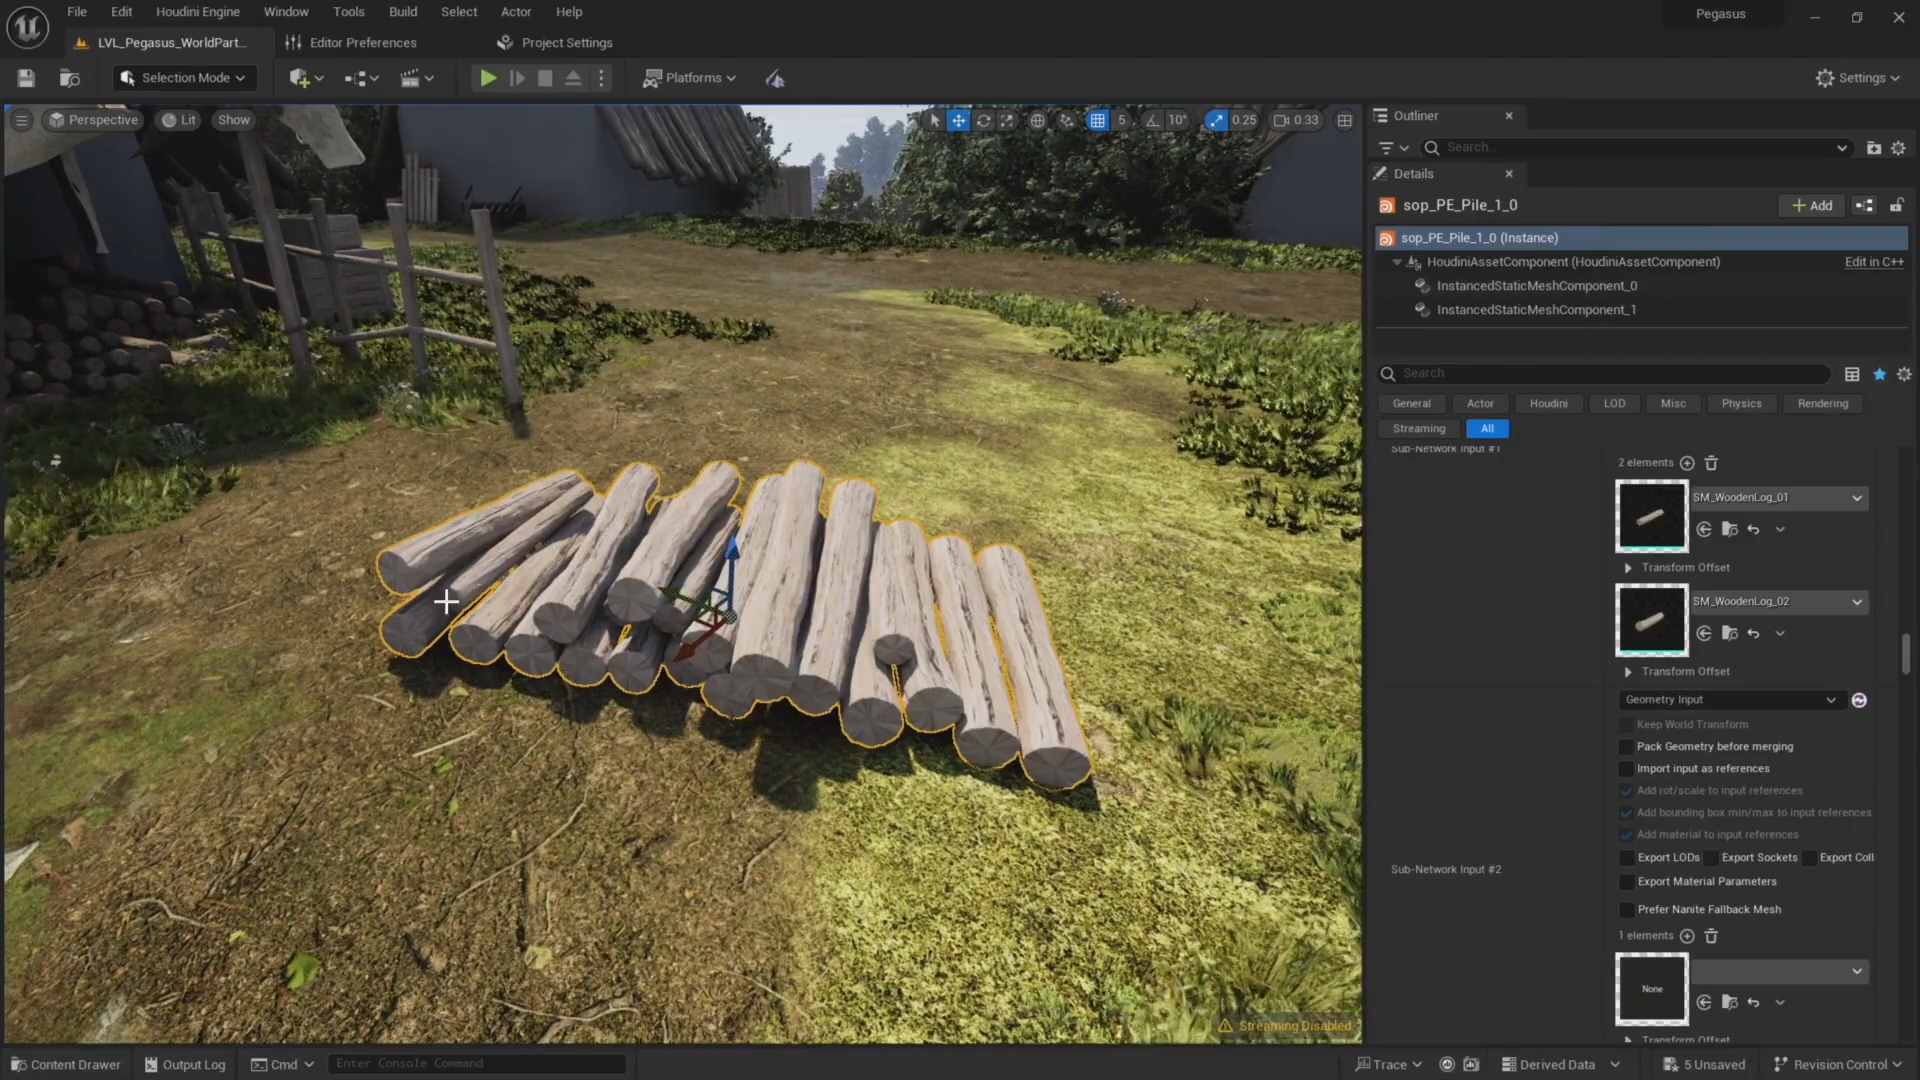 File Edit Houdini Engine Window Tools Build Select Actor Help
Pegasus
LVL_Pegasus_WorldPart... Editor Preferences Project Settings
Selection Mode Platforms Settings
Perspective Lit Show 5 10° 0.25 0.33
Outliner
Search...
Details
sop_PE_Pile_1_0 Add
sop_PE_Pile_1_0 (Instance)
HoudiniAssetComponent (HoudiniAssetComponent) Edit in C++
InstancedStaticMeshComponent_0
InstancedStaticMeshComponent_1
Search
General Actor Houdini LOD Misc Physics Rendering
Streaming All
Sub-Network Input #1
2 elements
SM_WoodenLog_01
Transform Offset
SM_WoodenLog_02
Transform Offset
Geometry Input
Keep World Transform
Pack Geometry before merging
Import input as references
Add rot/scale to input references
Add bounding box min/max to input references
Add material to input references
Export LODs Export Sockets Export Coll
Sub-Network Input #2
Export Material Parameters
Prefer Nanite Fallback Mesh
1 elements
None
Streaming Disabled
Transform Offset
Content Drawer Output Log Cmd Enter Console Command Trace Derived Data 5 Unsaved Revision Control